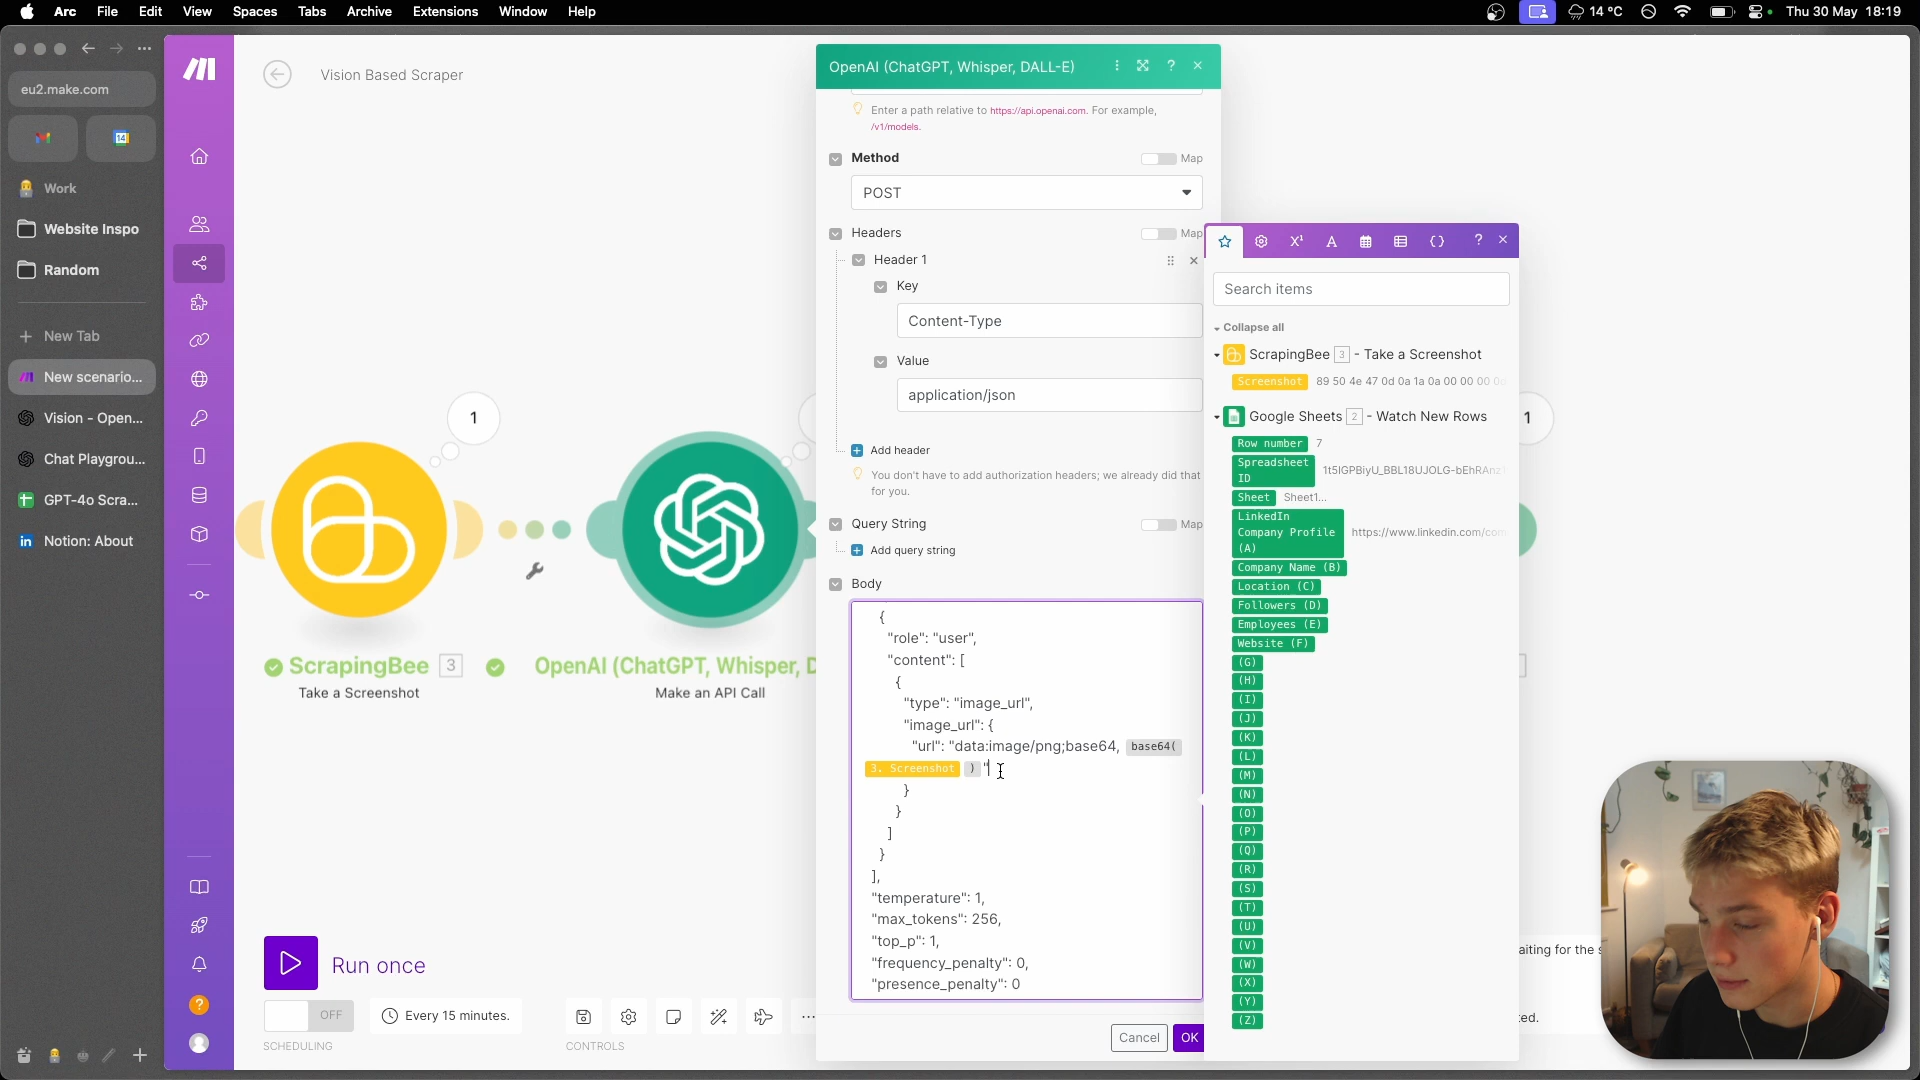 Arc File Edit View Spaces Tabs Archive Extensions Window Help
14 °C
Thu 30 May 18:19
eu2.make.com
14
Work
Website Inspo
Random
New Tab
New scenario...
Vision - Open...
Chat Playgrou...
GPT-4o Scra...
Notion: About
Vision Based Scraper
1
ScrapingBee 3
Take a Screenshot
OpenAI (ChatGPT, Whisper, D
Make an API Call
1
Run once
OFF
Every 15 minutes.
SCHEDULING
CONTROLS
OpenAI (ChatGPT, Whisper, DALL-E)
Enter a path relative to https://api.openai.com. For example,
/v1/models.
Method
Map
POST
Headers
Map
Header 1
Key
Content-Type
Value
application/json
Add header
You don't have to add authorization headers; we already did that
for you.
Query String
Map
Add query string
Body
{
"role": "user",
"content": [
{
"type": "image_url",
"image_url": {
"url": "data:image/png;base64, base64(
3. Screenshot ) "
}
}
]
}
],
"temperature": 1,
"max_tokens": 256,
"top_p": 1,
"frequency_penalty": 0,
"presence_penalty": 0
Cancel
OK
Search items
Collapse all
ScrapingBee 3 - Take a Screenshot
Screenshot 89 50 4e 47 0d 0a 1a 0a 00 00 00 0
Google Sheets 2 - Watch New Rows
Row number 7
Spreadsheet
ID
Sheet Sheet1...
LinkedIn
Company Profile
(A)
https://www.linkedin.com/com
Company Name (B)
Location (C)
Followers (D)
Employees (E)
Website (F)
(G)
(H)
(I)
(J)
(K)
(L)
(M)
(N)
(O)
(P)
(Q)
(R)
(S)
(T)
(U)
(V)
(W)
(X)
(Y)
(Z)
aiting for the s
ted.